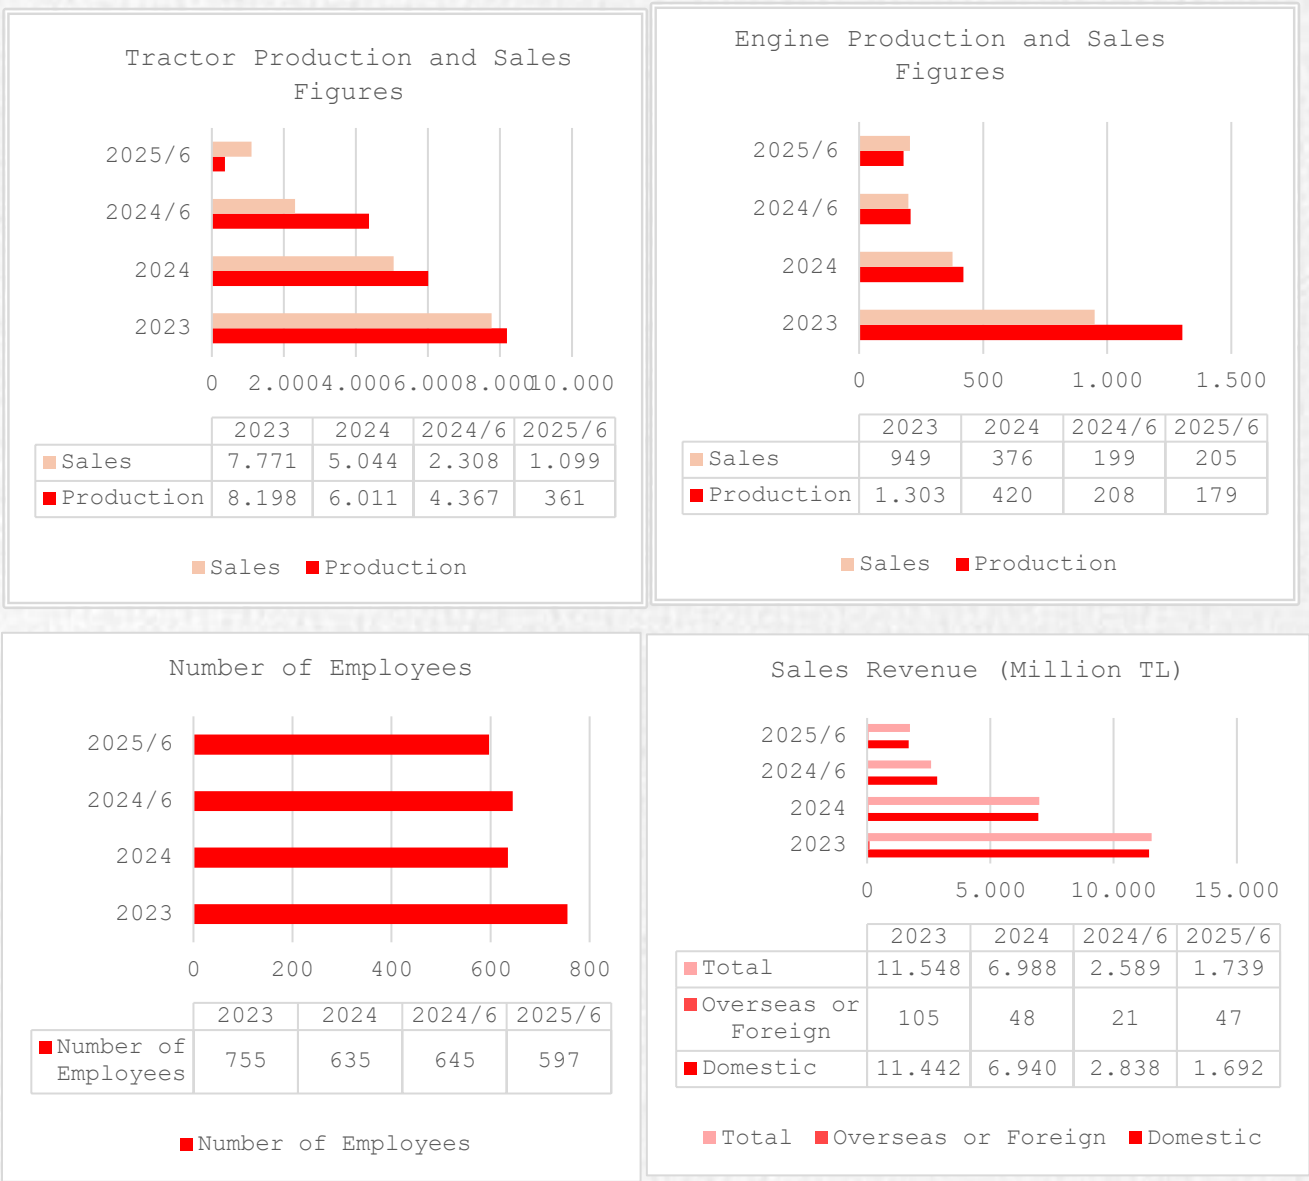 Tractor Production and Sales
Figures
2025/6
2024/6
2024
2023
0 2.000 4.000 6.000 8.000 10.000
2023 2024 2024/6 2025/6
Sales 7.771 5.044 2.308 1.099
Production 8.198 6.011 4.367 361
Sales Production
Engine Production and Sales
Figures
2025/6
2024/6
2024
2023
0 500 1.000 1.500
2023 2024 2024/6 2025/6
Sales 949 376 199 205
Production 1.303 420 208 179
Sales Production
Number of Employees
2025/6
2024/6
2024
2023
0 200 400 600 800
2023 2024 2024/6 2025/6
Number of
Employees 755 635 645 597
Number of Employees
Sales Revenue (Million TL)
2025/6
2024/6
2024
2023
0 5.000 10.000 15.000
2023 2024 2024/6 2025/6
Total 11.548 6.988 2.589 1.739
Overseas or
Foreign 105 48 21 47
Domestic 11.442 6.940 2.838 1.692
Total Overseas or Foreign Domestic